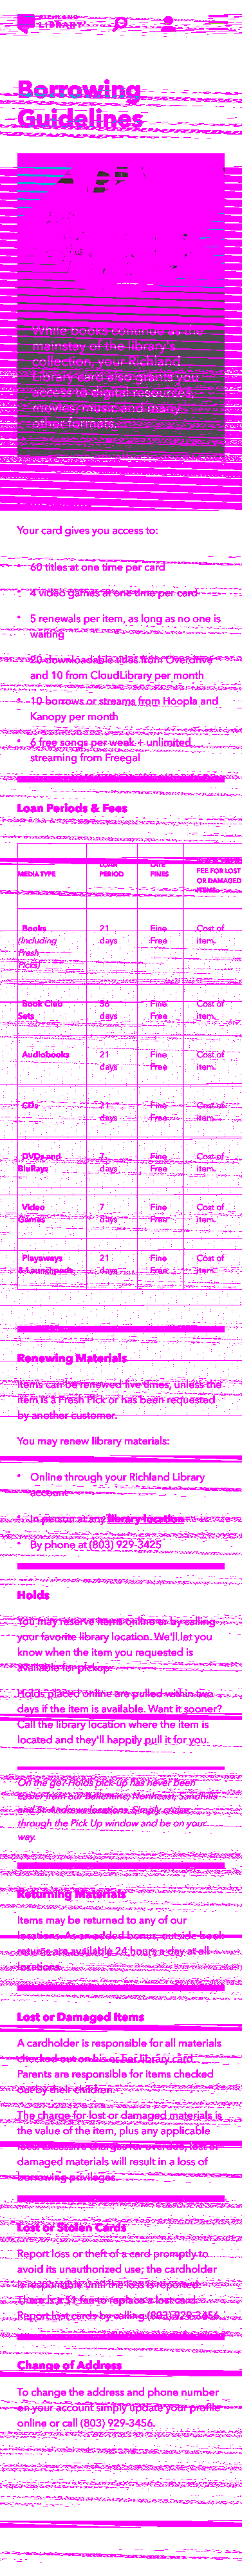 RICHLAND
LIBRARY
Borrowing
Guidelines
While books continue as the
mainstay of the library's
collection, your Richland
Library card also grants you
access to digital resources,
movies, music and many
other formats.
Your card gives you access to:
• 60 titles at one time per card
• 4 video games at one time per card
• 5 renewals per item, as long as no one is
waiting
• 20 downloadable titles from Overdrive
and 10 from CloudLibrary per month
• 10 borrows or streams from Hoopla and
Kanopy per month
• 6 free songs per week + unlimited
streaming from Freegal
Loan Periods & Fees
MEDIA TYPE LOAN PERIOD LATE FINES FEE FOR LOST OR DAMAGED ITEMS
Books (Including Fresh Picks) 21 days Fine Free Cost of item.
Book Club Sets 56 days Fine Free Cost of item.
Audiobooks 21 days Fine Free Cost of item.
CDs 21 days Fine Free Cost of item.
DVDs and BluRays 7 days Fine Free Cost of item.
Video Games 7 days Fine Free Cost of item.
Playaways & Launchpads 21 days Fine Free Cost of item.
Renewing Materials
Items can be renewed five times, unless the
item is a Fresh Pick or has been requested
by another customer.
You may renew library materials:
• Online through your Richland Library
account
• In person at any library location
• By phone at (803) 929-3425
Holds
You may reserve items online or by calling
your favorite library location. We'll let you
know when the item you requested is
available for pickup.
Holds placed online are pulled within two
days if the item is available. Want it sooner?
Call the library location where the item is
located and they'll happily pull it for you.
On the go? Holds pick-up has never been
easier! Visit our Ballentine, Northeast, Sandhills
and St. Andrews locations. Simply cruise
through the Pick Up window and be on your
way.
Returning Materials
Items may be returned to any of our
locations. As an added bonus, outside book
returns are available 24 hours a day at all
locations.
Lost or Damaged Items
A cardholder is responsible for all materials
checked out on his or her library card.
Parents are responsible for items checked
out by their children.
The charge for lost or damaged materials is
the value of the item, plus any applicable
fees. Excessive charges for overdue, lost or
damaged materials will result in a loss of
borrowing privileges.
Lost or Stolen Cards
Report loss or theft of a card promptly to
avoid its unauthorized use; the cardholder
is responsible until the loss is reported.
There is a $1 fee to replace a lost card.
Report lost cards by calling (803) 929-3456.
Change of Address
To change the address and phone number
on your account simply update your profile
online or call (803) 929-3456.